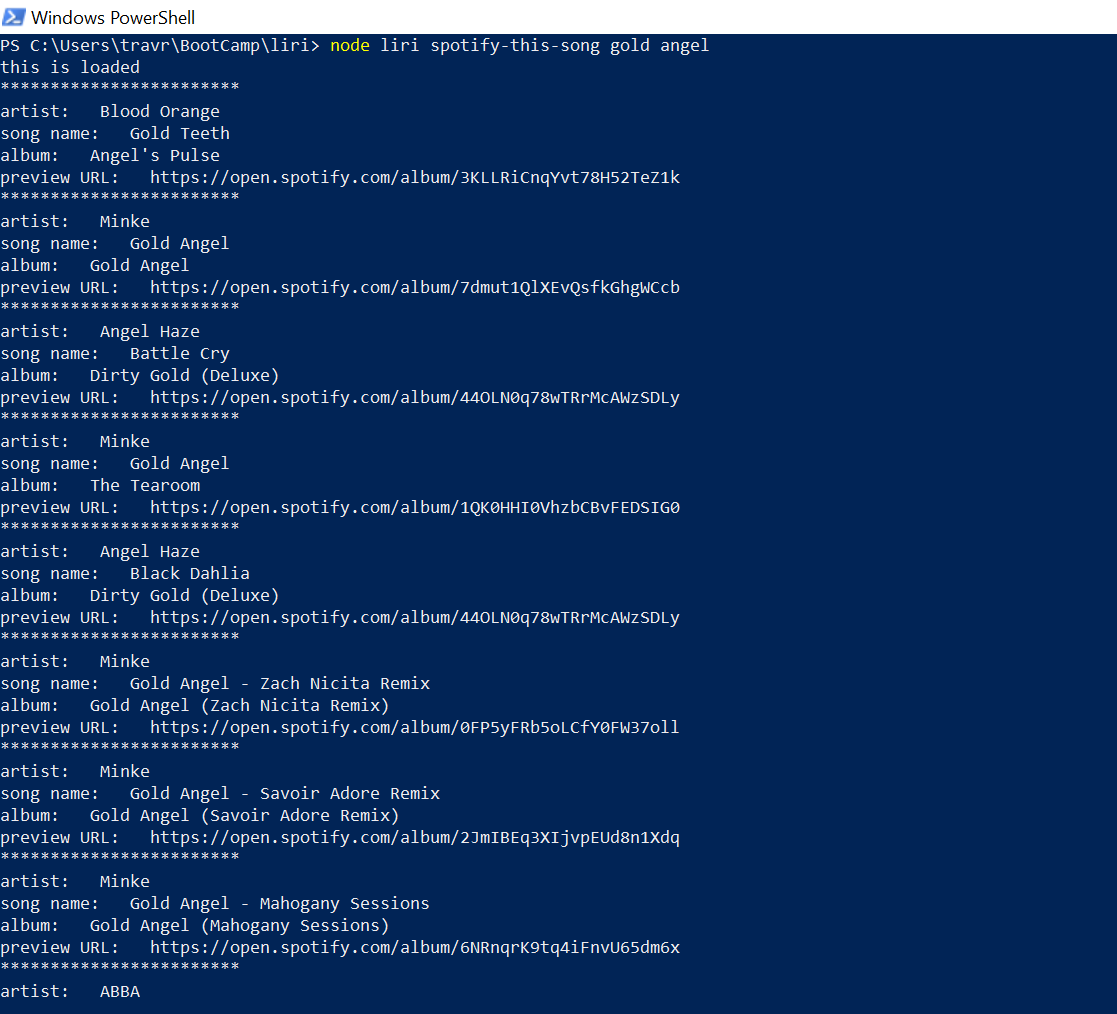 Windows PowerShell
PS C:\Users\travr\BootCamp\liri> node liri spotify-this-song gold angel
this is loaded
************************
artist:   Blood Orange
song name:   Gold Teeth
album:   Angel's Pulse
preview URL:   https://open.spotify.com/album/3KLLRiCnqYvt78H52TeZ1k
************************
artist:   Minke
song name:   Gold Angel
album:   Gold Angel
preview URL:   https://open.spotify.com/album/7dmut1QlXEvQsfkGhgWCcb
************************
artist:   Angel Haze
song name:   Battle Cry
album:   Dirty Gold (Deluxe)
preview URL:   https://open.spotify.com/album/44OLN0q78wTRrMcAWzSDLy
************************
artist:   Minke
song name:   Gold Angel
album:   The Tearoom
preview URL:   https://open.spotify.com/album/1QK0HHI0VhzbCBvFEDSIG0
************************
artist:   Angel Haze
song name:   Black Dahlia
album:   Dirty Gold (Deluxe)
preview URL:   https://open.spotify.com/album/44OLN0q78wTRrMcAWzSDLy
************************
artist:   Minke
song name:   Gold Angel - Zach Nicita Remix
album:   Gold Angel (Zach Nicita Remix)
preview URL:   https://open.spotify.com/album/0FP5yFRb5oLCfY0FW37oll
************************
artist:   Minke
song name:   Gold Angel - Savoir Adore Remix
album:   Gold Angel (Savoir Adore Remix)
preview URL:   https://open.spotify.com/album/2JmIBEq3XIjvpEUd8n1Xdq
************************
artist:   Minke
song name:   Gold Angel - Mahogany Sessions
album:   Gold Angel (Mahogany Sessions)
preview URL:   https://open.spotify.com/album/6NRnqrK9tq4iFnvU65dm6x
************************
artist:   ABBA